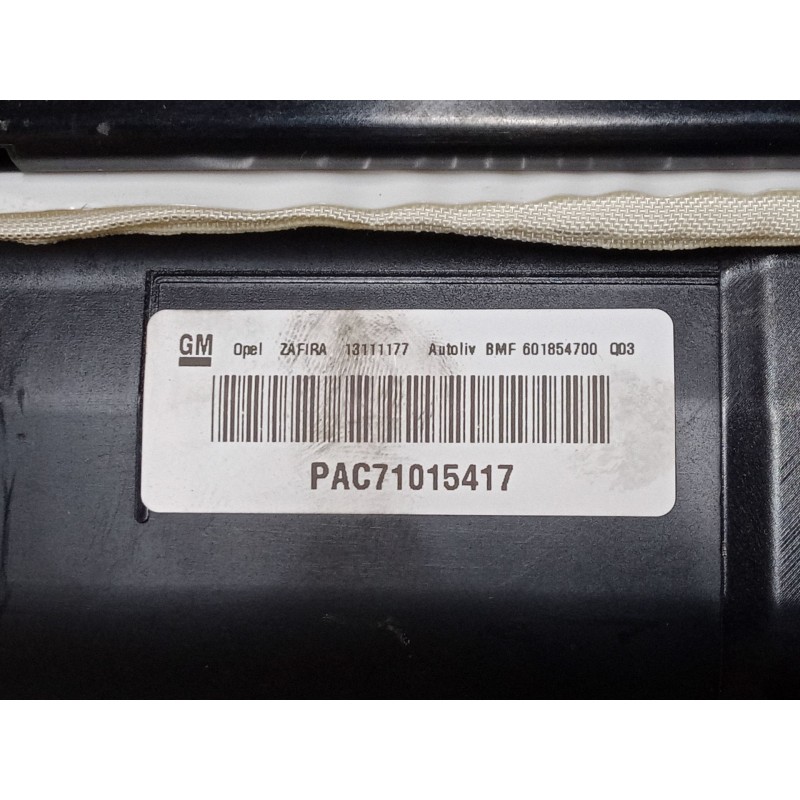 GM Opel ZAFIRA 13111177 Autoliv BMF 601854700 Q03
PAC71015417